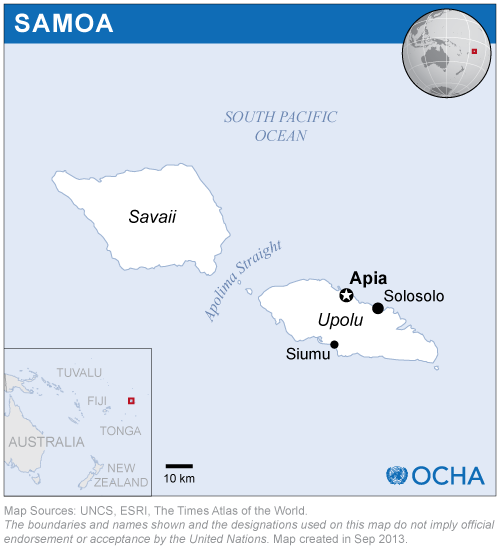 SAMOA
SOUTH PACIFIC
OCEAN
Savaii
Apolima Straight
Apia
Solosolo
Upolu
Siumu
TUVALU
FIJI
TONGA
AUSTRALIA
NEW
ZEALAND
10 km
OCHA
Map Sources: UNCS, ESRI, The Times Atlas of the World.
The boundaries and names shown and the designations used on this map do not imply official
endorsement or acceptance by the United Nations. Map created in Sep 2013.